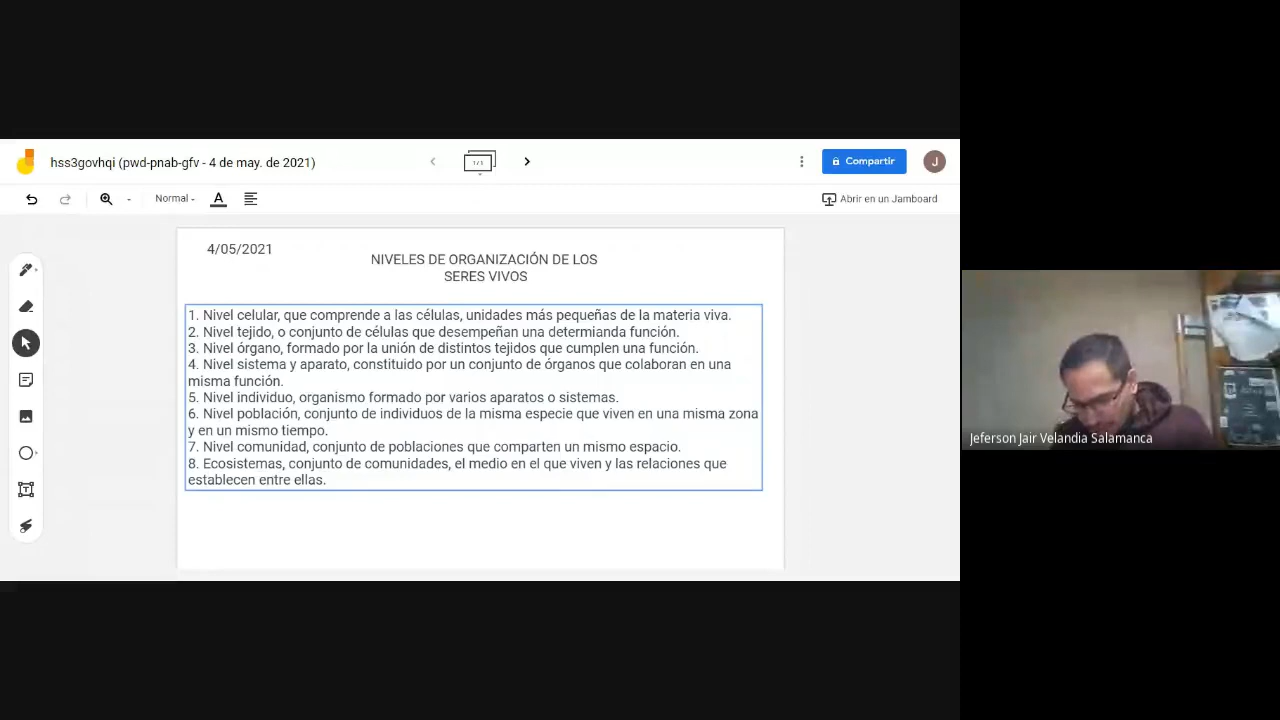 hss3govhqi (pwd-pnab-gfv - 4 de may. de 2021)
1/1
Compartir
J
Normal
A
Abrir en un Jamboard
4/05/2021
NIVELES DE ORGANIZACIÓN DE LOS
SERES VIVOS
1. Nivel celular, que comprende a las células, unidades más pequeñas de la materia viva.
2. Nivel tejido, o conjunto de células que desempeñan una determianda función.
3. Nivel órgano, formado por la unión de distintos tejidos que cumplen una función.
4. Nivel sistema y aparato, constituido por un conjunto de órganos que colaboran en una
misma función.
5. Nivel individuo, organismo formado por varios aparatos o sistemas.
6. Nivel población, conjunto de individuos de la misma especie que viven en una misma zona
y en un mismo tiempo.
7. Nivel comunidad, conjunto de poblaciones que comparten un mismo espacio.
8. Ecosistemas, conjunto de comunidades, el medio en el que viven y las relaciones que
establecen entre ellas.
Jeferson Jair Velandia Salamanca